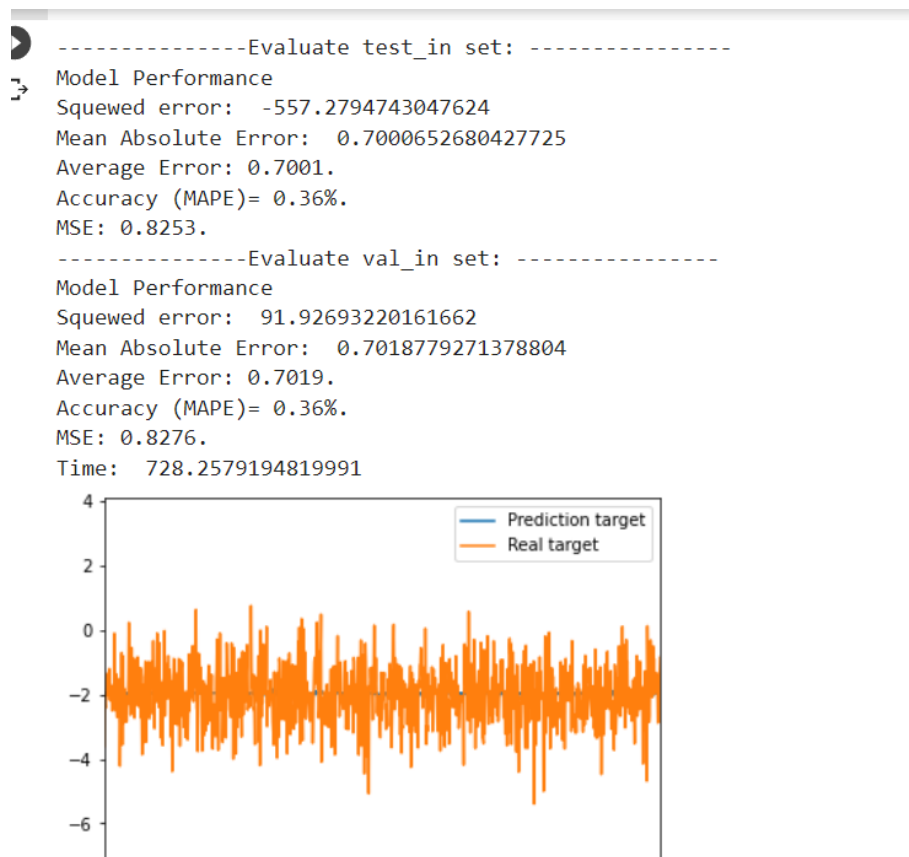 ---------------Evaluate test_in set: ----------------
Model Performance
Squewed error:  -557.2794743047624
Mean Absolute Error:  0.7000652680427725
Average Error: 0.7001.
Accuracy (MAPE)= 0.36%.
MSE: 0.8253.
---------------Evaluate val_in set: ----------------
Model Performance
Squewed error:  91.92693220161662
Mean Absolute Error:  0.7018779271378804
Average Error: 0.7019.
Accuracy (MAPE)= 0.36%.
MSE: 0.8276.
Time:  728.2579194819991
4
Prediction target
Real target
2
0
−2
−4
−6